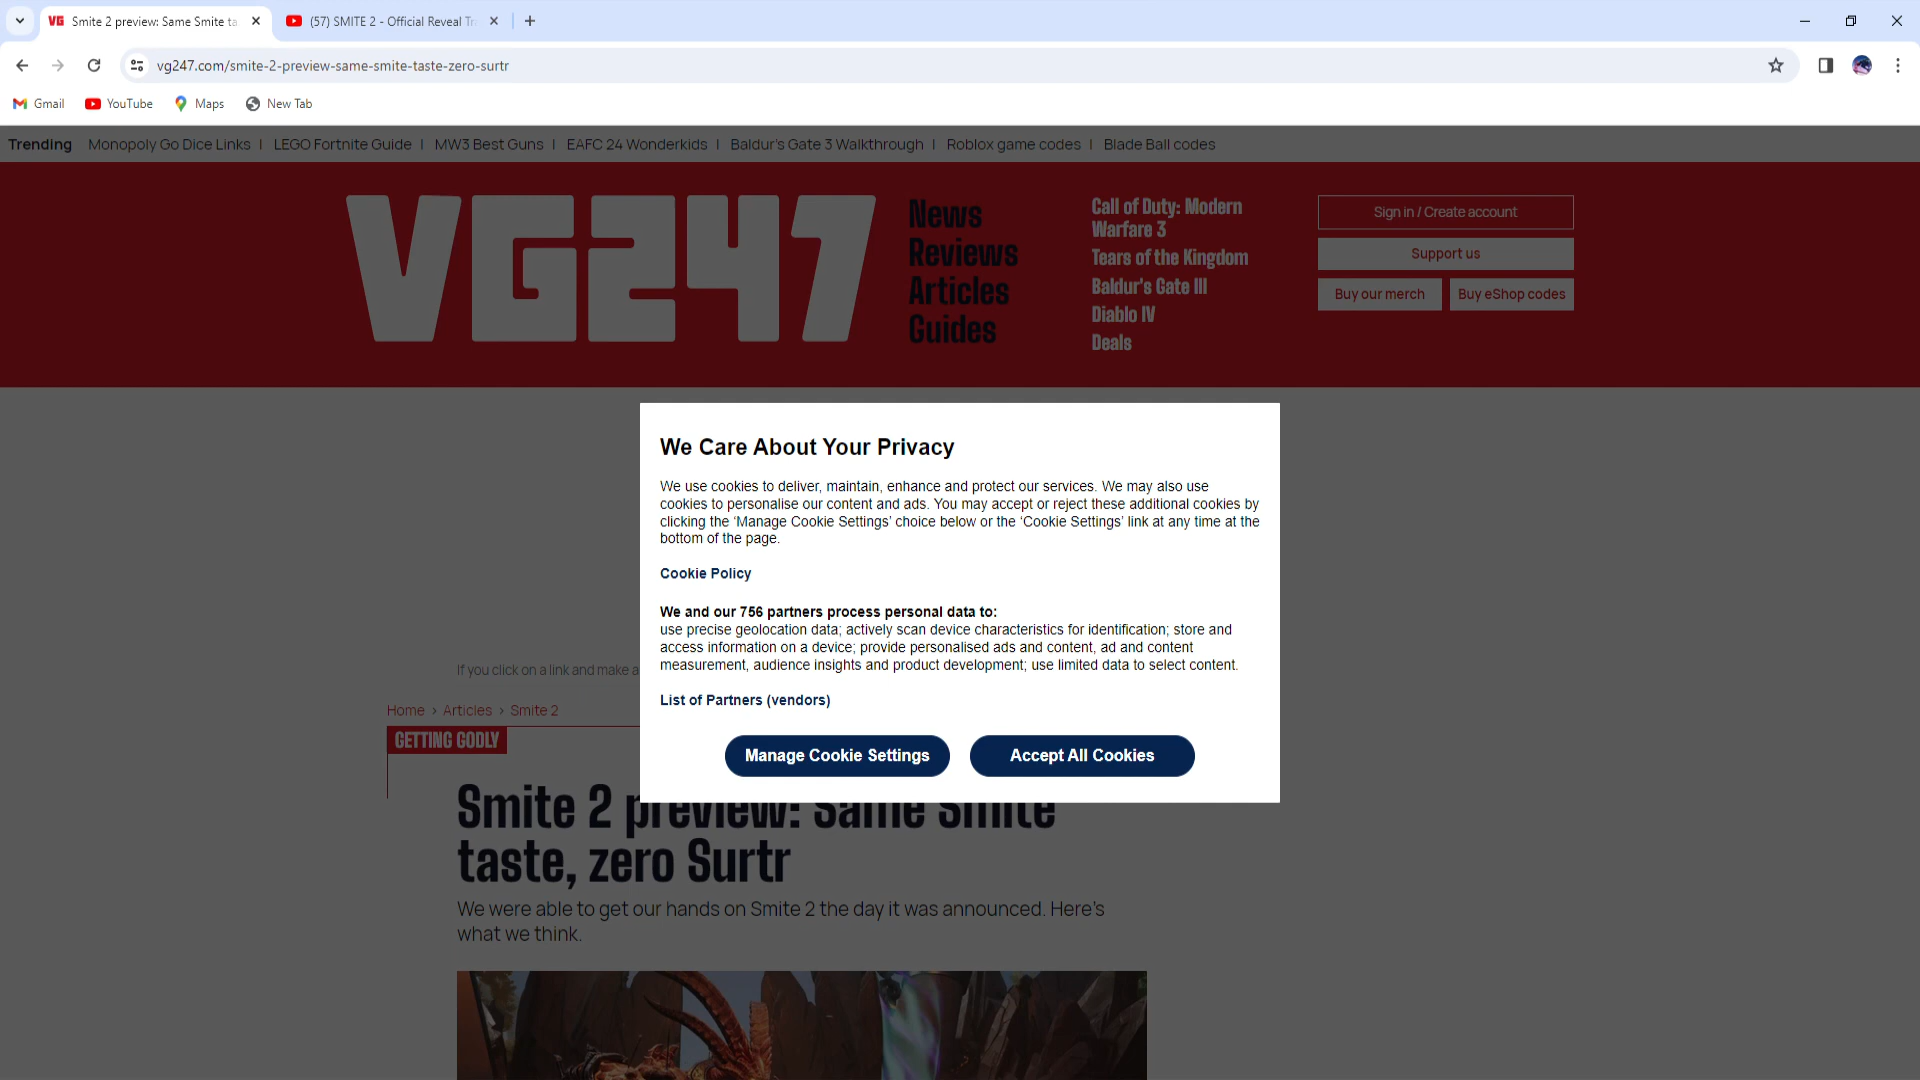 VG Smite 2 preview: Same Smite ta
(57) SMITE 2 - Official Reveal Tr
vg247.com/smite-2-preview-same-smite-taste-zero-surtr
Gmail YouTube Maps New Tab
Trending Monopoly Go Dice Links | LEGO Fortnite Guide | MW3 Best Guns | EAFC 24 Wonderkids | Baldur's Gate 3 Walkthrough | Roblox game codes | Blade Ball codes
VG247
News
Reviews
Articles
Guides
Call of Duty: Modern
Warfare 3
Tears of the Kingdom
Baldur's Gate III
Diablo IV
Deals
Sign in / Create account
Support us
Buy our merch Buy eShop codes
We Care About Your Privacy
We use cookies to deliver, maintain, enhance and protect our services. We may also use
cookies to personalise our content and ads. You may accept or reject these additional cookies by
clicking the ‘Manage Cookie Settings’ choice below or the ‘Cookie Settings’ link at any time at the
bottom of the page.
Cookie Policy
We and our 756 partners process personal data to:
use precise geolocation data; actively scan device characteristics for identification; store and
access information on a device; provide personalised ads and content, ad and content
measurement, audience insights and product development; use limited data to select content.
List of Partners (vendors)
Manage Cookie Settings Accept All Cookies
If you click on a link and make a
Home > Articles > Smite 2
GETTING GODLY
Smite 2 preview: Same Smite
taste, zero Surtr
We were able to get our hands on Smite 2 the day it was announced. Here's
what we think.